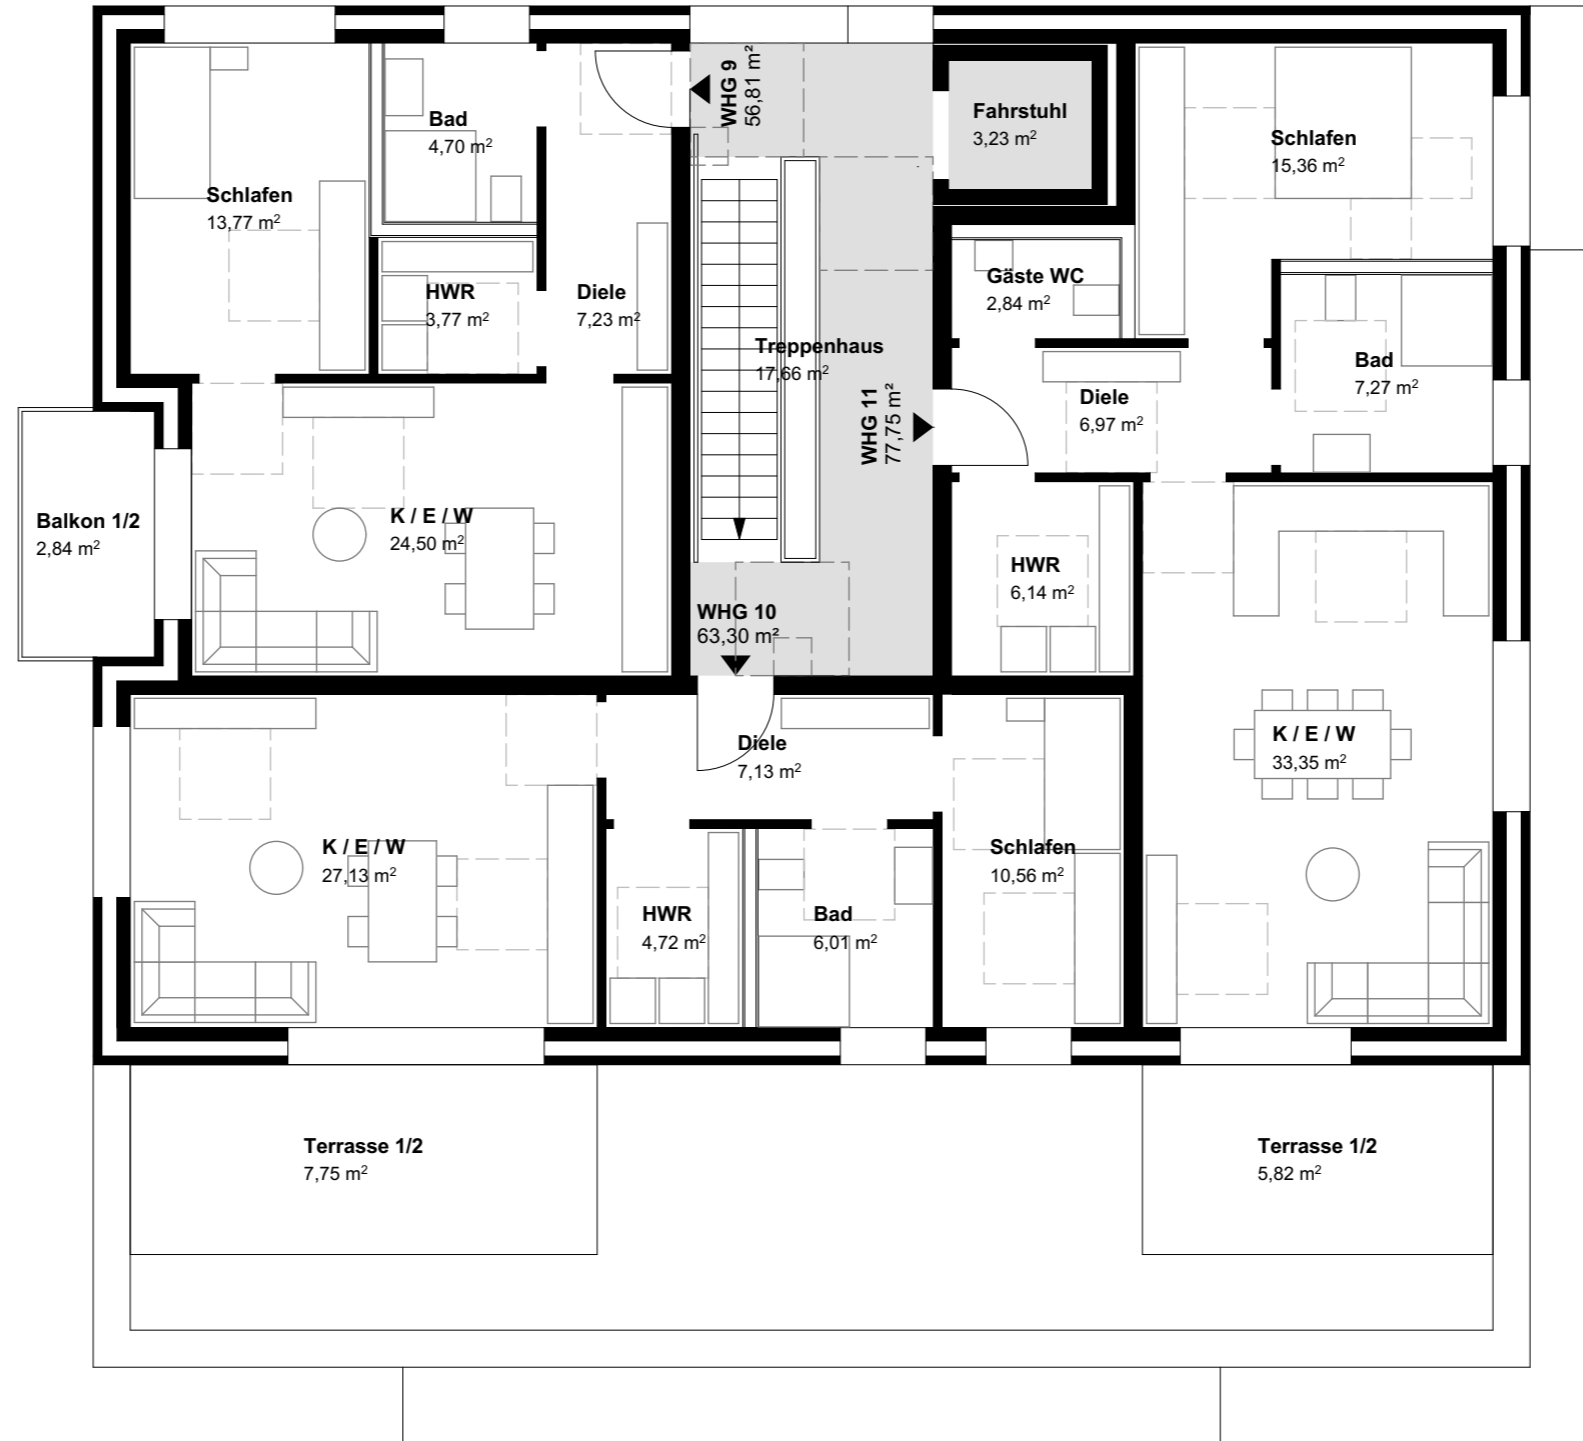 WHG 9
56,81 m²
Fahrstuhl
3,23 m²
Bad
4,70 m²
Schlafen
15,36 m²
Schlafen
13,77 m²
Gäste WC
2,84 m²
HWR
3,77 m²
Diele
7,23 m²
Treppenhaus
17,66 m²
Bad
7,27 m²
WHG 11
77,75 m²
Diele
6,97 m²
Balkon 1/2
2,84 m²
K / E / W
24,50 m²
HWR
6,14 m²
WHG 10
63,30 m²
Diele
7,13 m²
K / E / W
33,35 m²
K / E / W
27,13 m²
Schlafen
10,56 m²
HWR
4,72 m²
Bad
6,01 m²
Terrasse 1/2
7,75 m²
Terrasse 1/2
5,82 m²